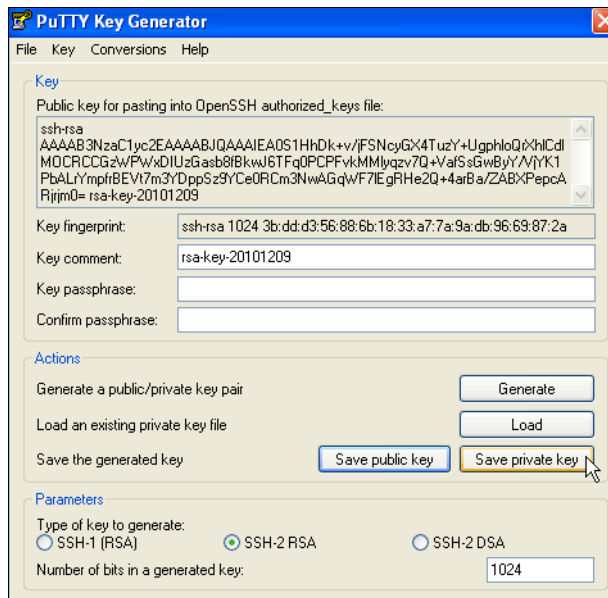 PuTTY Key Generator
File Key Conversions Help
Key
Public key for pasting into OpenSSH authorized_keys file:
ssh-rsa
AAAAB3NzaC1yc2EAAAABJQAAAIEA0S1HhDk+v/jFSNcyGX4TuzY+UgphloQrXhlCdl
MOCRCCGzWPWxDIUzGasb8fBkwJ6TFq0PCPFvkMMlyqzv7Q+VafSsGwByY/VjYK1
PbALrYmpfrBEVt7m3YDppSz9YCe0RCm3NwAGqWF7lEgRHe2Q+4arBa/ZABXPepcA
Rjrjm0= rsa-key-20101209
Key fingerprint: ssh-rsa 1024 3b:dd:d3:56:88:6b:18:33:a7:7a:9a:db:96:69:87:2a
Key comment: rsa-key-20101209
Key passphrase:
Confirm passphrase:
Actions
Generate a public/private key pair Generate
Load an existing private key file Load
Save the generated key Save public key Save private key
Parameters
Type of key to generate:
SSH-1 (RSA) SSH-2 RSA SSH-2 DSA
Number of bits in a generated key: 1024